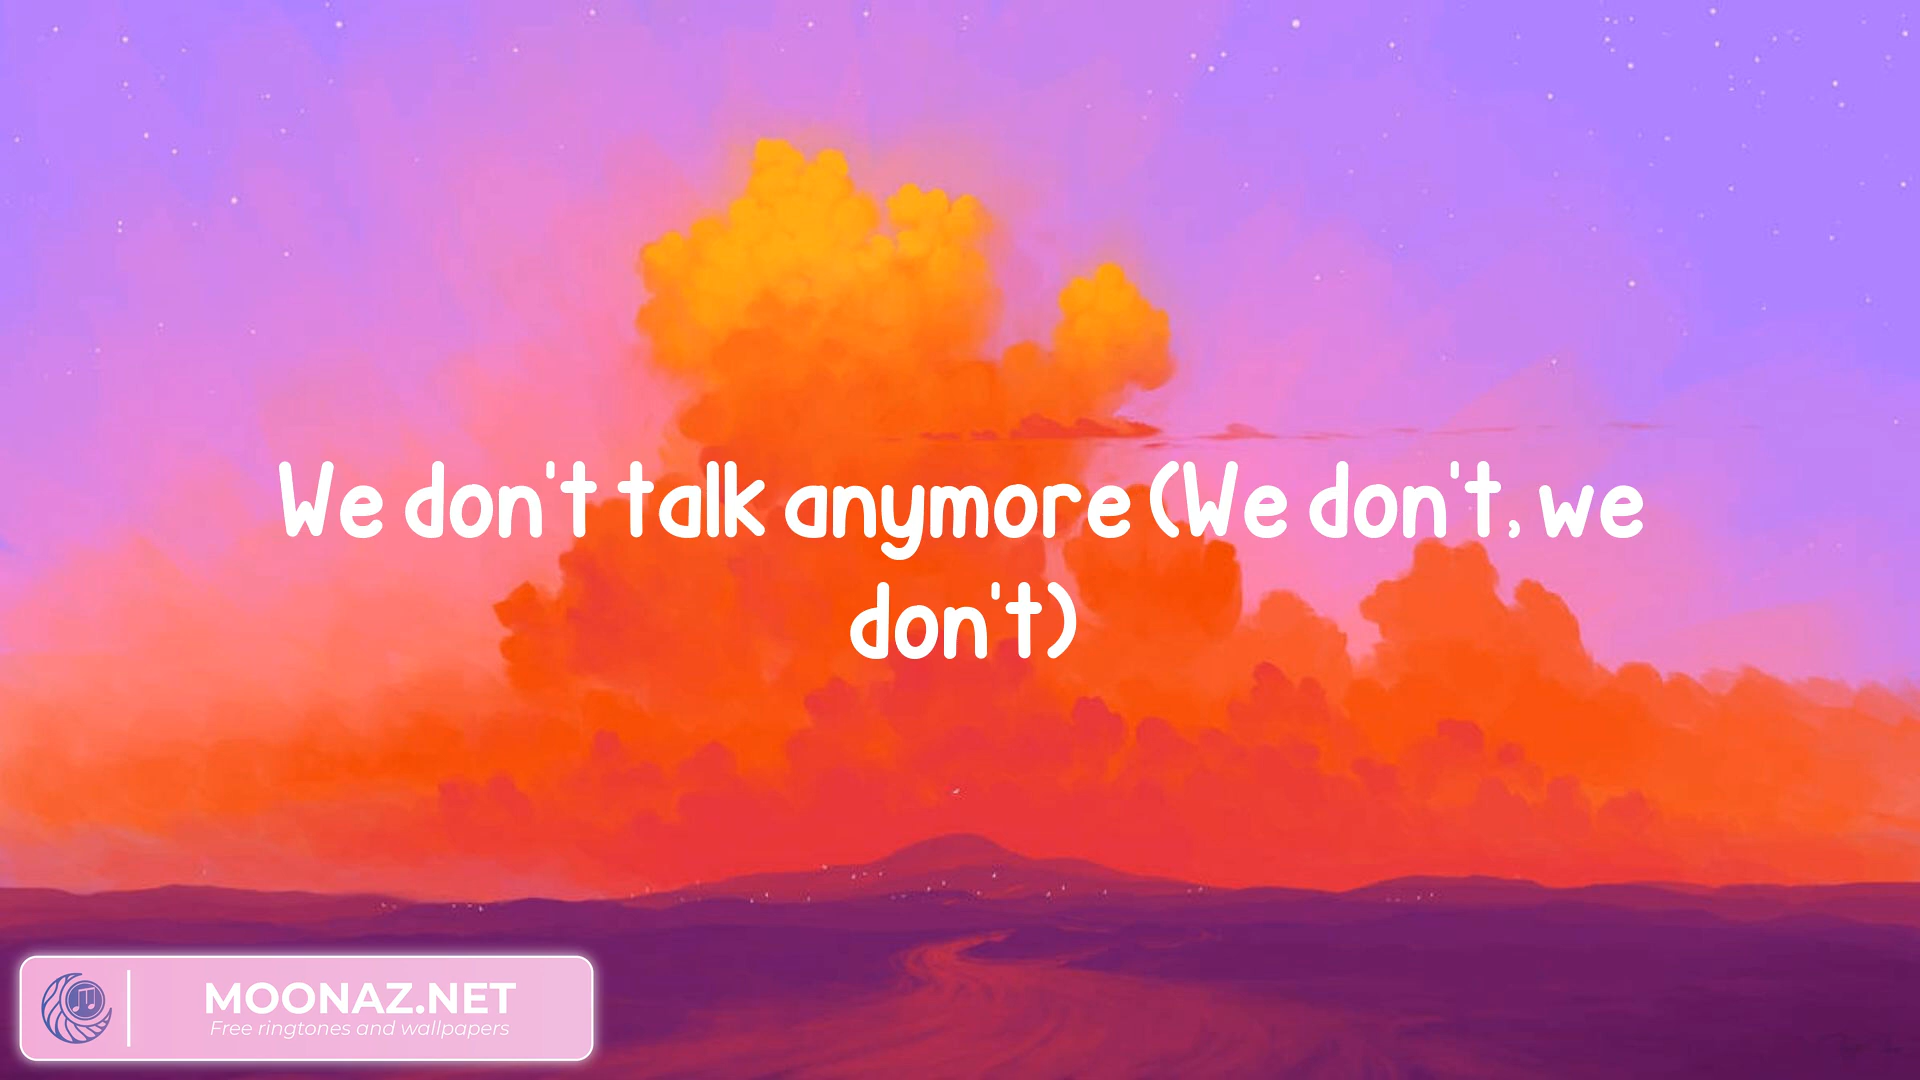 We don't talk anymore (We don't, we
don't)
MOONAZ.NET
Free ringtones and wallpapers